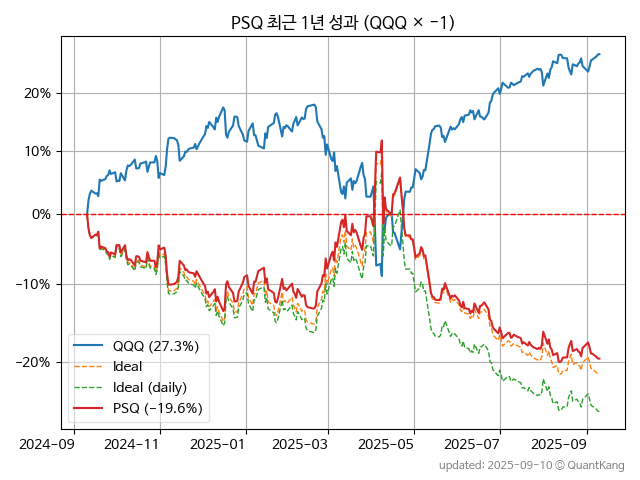 PSQ 최근 1년 성과 (QQQ × −1)
20%
10%
0%
−10%
−20%
QQQ (27.3%)
Ideal
Ideal (daily)
PSQ (−19.6%)
2024-09
2024-11
2025-01
2025-03
2025-05
2025-07
2025-09
updated: 2025-09-10 © QuantKang